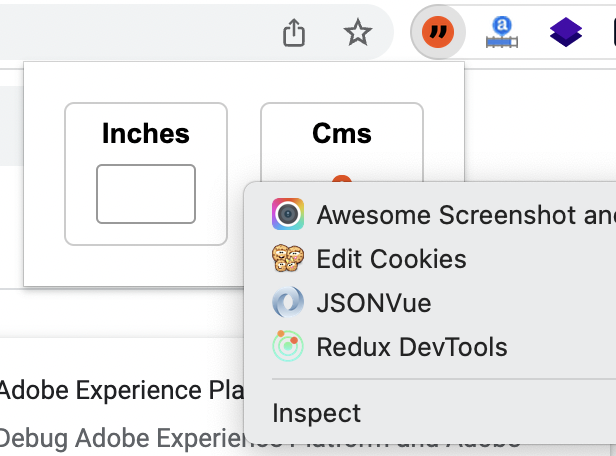 Inches
Cms
Awesome Screenshot an
Edit Cookies
JSONVue
Redux DevTools
Inspect
Adobe Experience Pla
Debug Adobe Experience Platform and Adobe